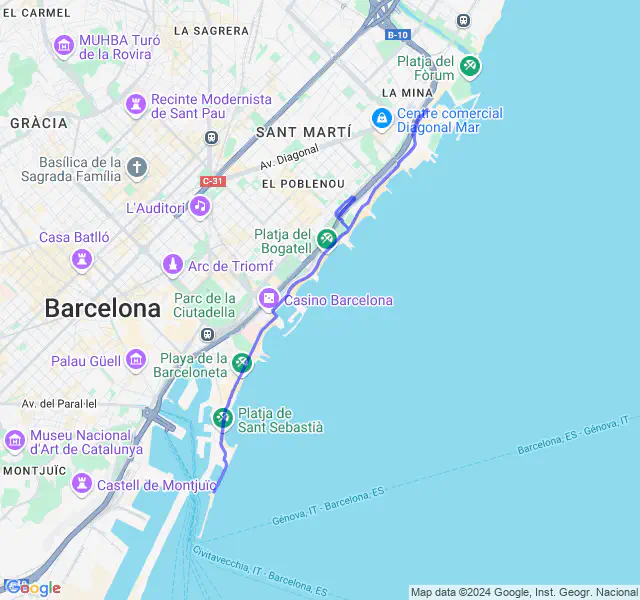 EL CARMEL
B-10
LA SAGRERA
MUHBA Turó
de la Rovira
Platja del
Fòrum
LA MINA
Recinte Modernista
de Sant Pau
Centre comercial
Diagonal Mar
GRÀCIA
SANT MARTÍ
Av. Diagonal
Basílica de la
Sagrada Família
C-31
EL POBLENOU
L'Auditori
Casa Batlló
Platja del
Bogatell
Arc de Triomf
Parc de la
Ciutadella
Casino Barcelona
Barcelona
Palau Güell
Playa de la
Barceloneta
Av. del Paral·lel
Platja de
Sant Sebastià
Museu Nacional
d'Art de Catalunya
MONTJUÏC
Castell de Montjuïc
Barcelona, ES - Génova, IT
Génova, IT - Barcelona, ES
Civitavecchia, IT - Barcelona, ES
Google
Map data ©2024 Google, Inst. Geogr. Nacional